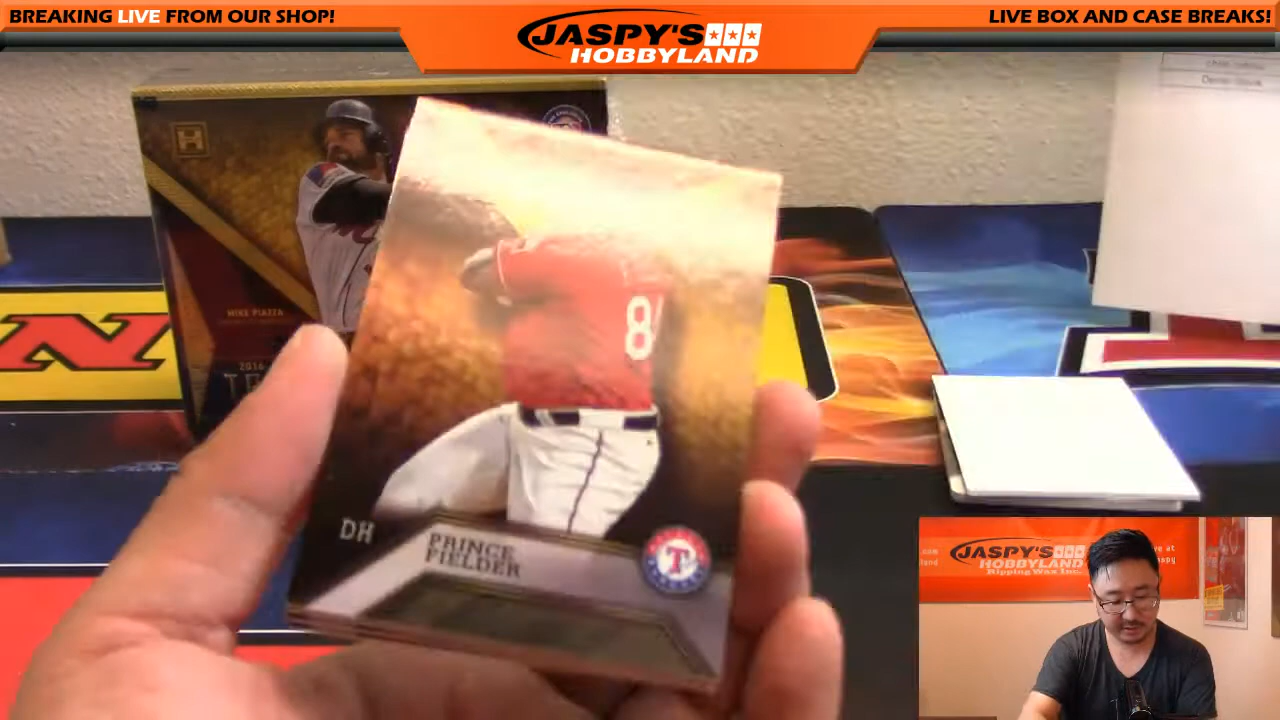 BREAKING LIVE FROM OUR SHOP!
JASPY'S
HOBBYLAND
LIVE BOX AND CASE BREAKS!
H
MIKE PIAZZA
2016
N
8
DH
PRINCE
FIELDER
T
JASPY'S
HOBBYLAND
Ripping Wax Inc.